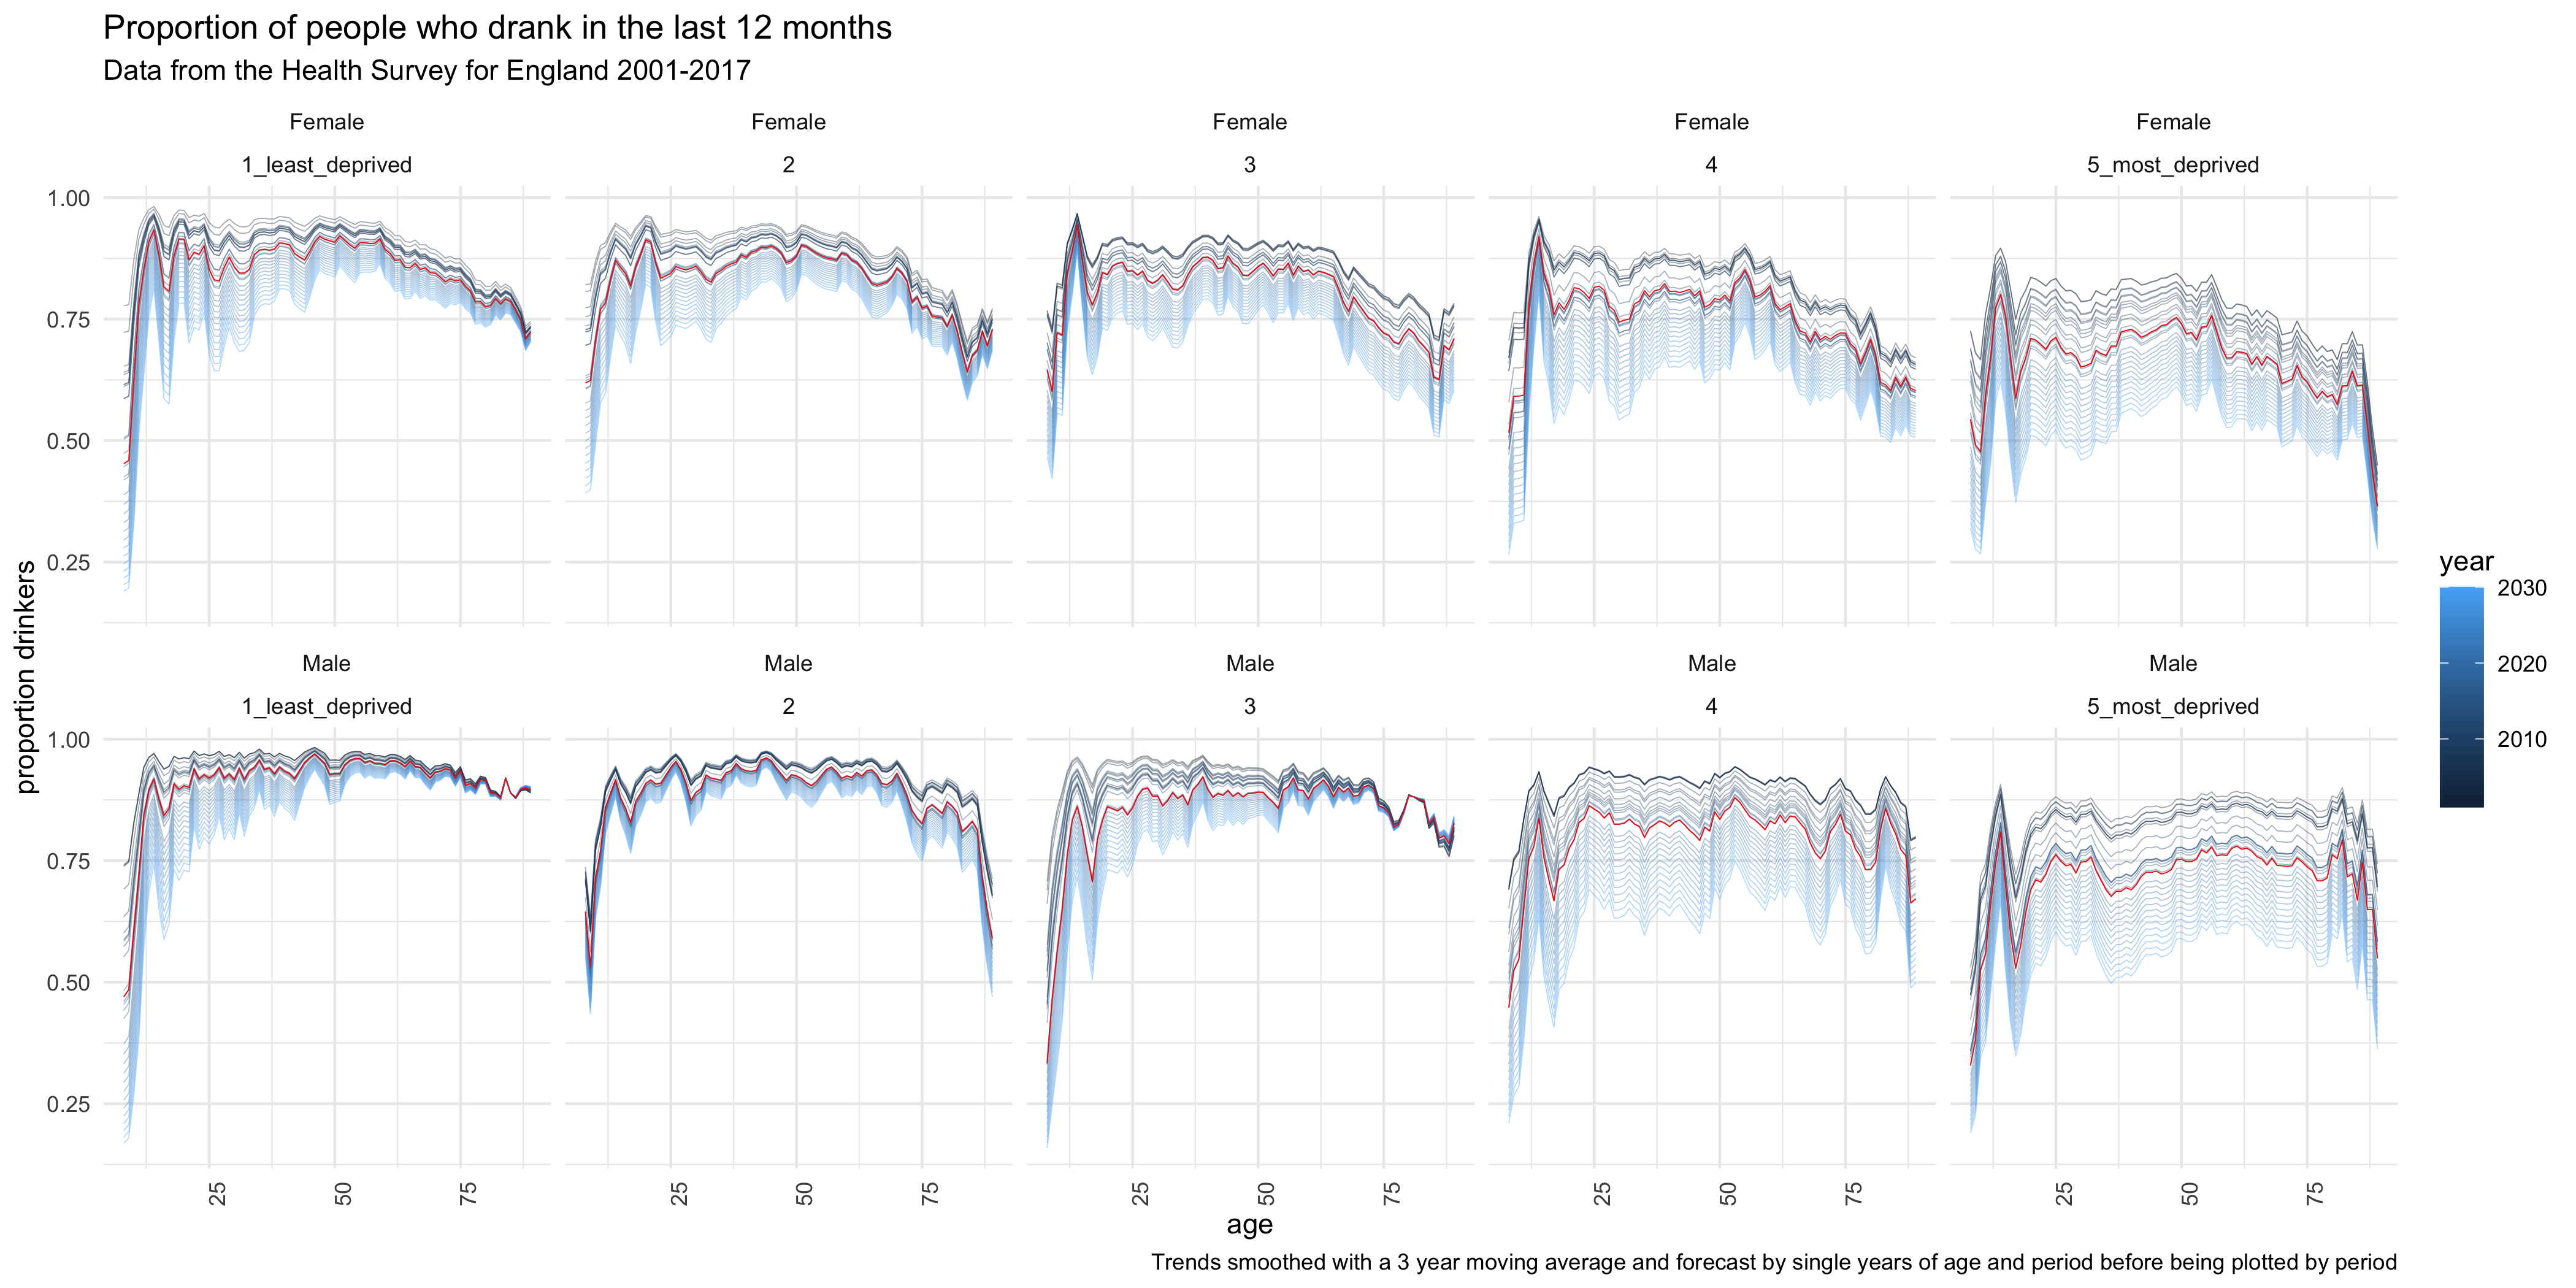 Proportion of people who drank in the last 12 months
Data from the Health Survey for England 2001-2017
Female Female Female Female Female
1_least_deprived 2 3 4 5_most_deprived
1.00
0.75
0.50
0.25
proportion drinkers
year
2030
2020
2010
Male Male Male Male Male
1_least_deprived 2 3 4 5_most_deprived
1.00
0.75
0.50
0.25
25 50 75 25 50 75 25 50 75 25 50 75 25 50 75
age
Trends smoothed with a 3 year moving average and forecast by single years of age and period before being plotted by period